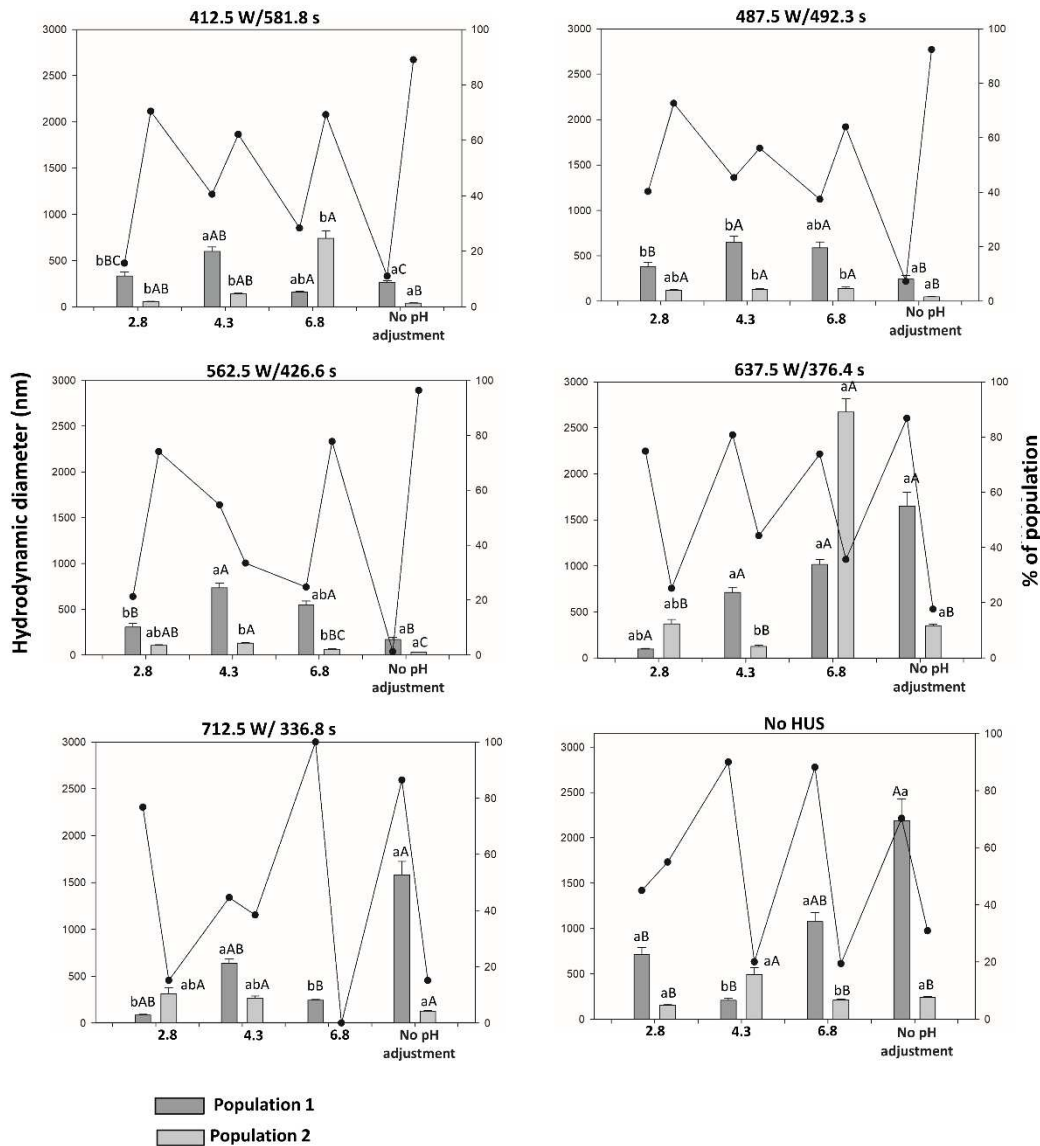 412.5 W/581.8 s
3000
2500
2000
1500
1000
500
0
100
80
60
40
20
0
bBC
bAB
aAB
bAB
abA
bA
aC
aB
2.8
4.3
6.8
No pH
adjustment
487.5 W/492.3 s
3000
2500
2000
1500
1000
500
0
100
80
60
40
20
0
bB
abA
bA
bA
abA
bA
aB
aB
2.8
4.3
6.8
No pH
adjustment
Hydrodynamic diameter (nm)
562.5 W/426.6 s
3000
2500
2000
1500
1000
500
0
100
80
60
40
20
0
bB
abAB
aA
bA
abA
bBC
aB
aC
2.8
4.3
6.8
No pH
adjustment
637.5 W/376.4 s
3000
2500
2000
1500
1000
500
0
100
80
60
40
20
0
abA
abB
aA
bB
aA
aA
aA
aB
2.8
4.3
6.8
No pH
adjustment
% of population
712.5 W/ 336.8 s
3000
2500
2000
1500
1000
500
0
100
80
60
40
20
0
bAB
abA
aAB
abA
bB
aA
aA
2.8
4.3
6.8
No pH
adjustment
No HUS
3000
2500
2000
1500
1000
500
0
100
80
60
40
20
0
aB
aB
bB
aA
aAB
bB
Aa
aB
2.8
4.3
6.8
No pH
adjustment
Population 1
Population 2